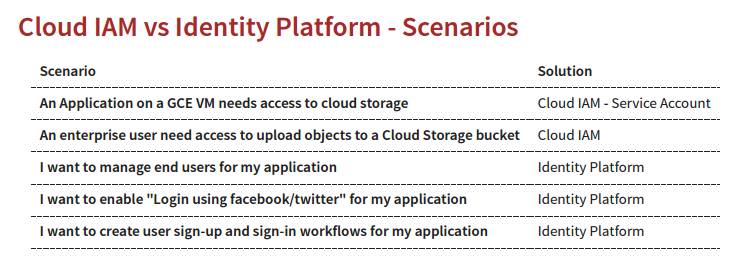 Cloud IAM vs Identity Platform - Scenarios
Scenario Solution
An Application on a GCE VM needs access to cloud storage Cloud IAM - Service Account
An enterprise user need access to upload objects to a Cloud Storage bucket Cloud IAM
I want to manage end users for my application Identity Platform
I want to enable "Login using facebook/twitter" for my application Identity Platform
I want to create user sign-up and sign-in workflows for my application Identity Platform